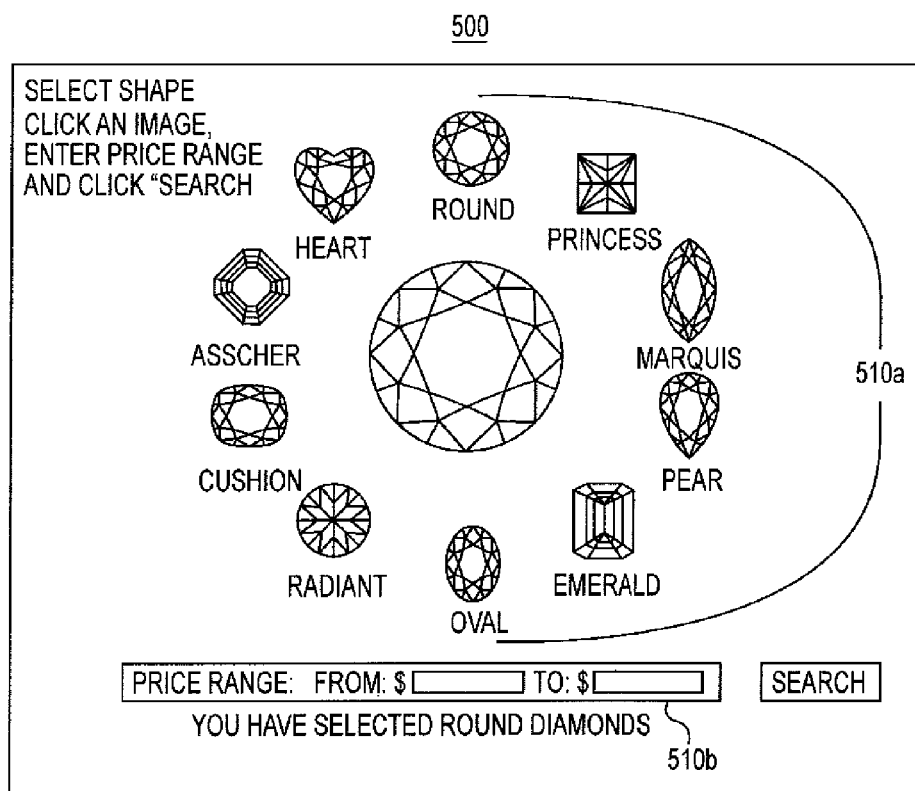 500
SELECT SHAPE
CLICK AN IMAGE,
ENTER PRICE RANGE
AND CLICK “SEARCH
HEART
ROUND
PRINCESS
ASSCHER
MARQUIS
510a
CUSHION
PEAR
RADIANT
OVAL
EMERALD
PRICE RANGE: FROM: $ TO: $
SEARCH
YOU HAVE SELECTED ROUND DIAMONDS
510b